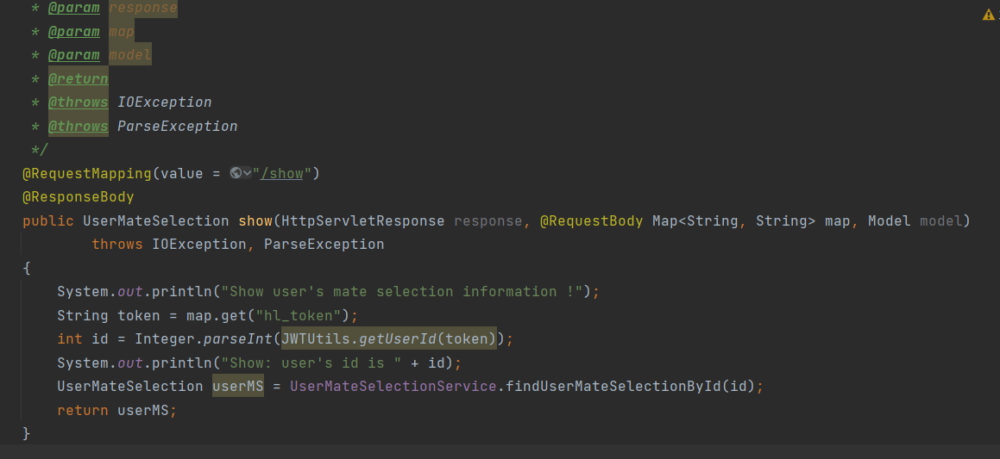 * @param response
* @param map
* @param model
* @return
* @throws IOException
* @throws ParseException
*/
@RequestMapping(value = "/show")
@ResponseBody
public UserMateSelection show(HttpServletResponse response, @RequestBody Map<String, String> map, Model model)
throws IOException, ParseException
{
System.out.println("Show user's mate selection information !");
String token = map.get("hl_token");
int id = Integer.parseInt(JWTUtils.getUserId(token));
System.out.println("Show: user's id is " + id);
UserMateSelection userMS = UserMateSelectionService.findUserMateSelectionById(id);
return userMS;
}